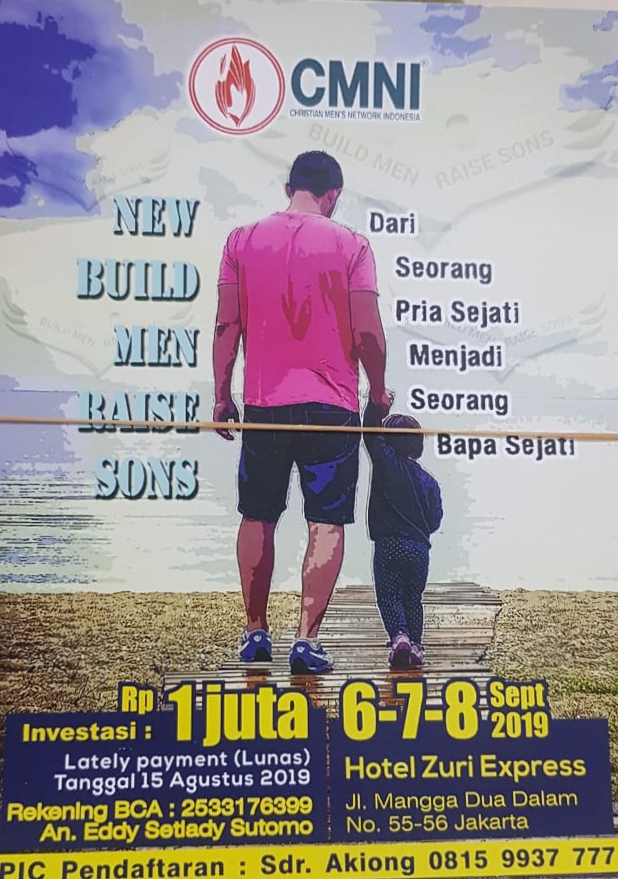 CMNI
CHRISTIAN MEN'S NETWORK INDONESIA
BUILD MEN RAISE SONS
NEW
BUILD
MEN
RAISE
SONS
Dari
Seorang
Pria Sejati
Menjadi
Seorang
Bapa Sejati
Investasi : Rp 1 juta
Lately payment (Lunas)
Tanggal 15 Agustus 2019
Rekening BCA : 2533176399
An. Eddy Setiady Sutomo
6-7-8 Sept 2019
Hotel Zuri Express
Jl. Mangga Dua Dalam
No. 55-56 Jakarta
PIC Pendaftaran : Sdr. Akiong 0815 9937 777